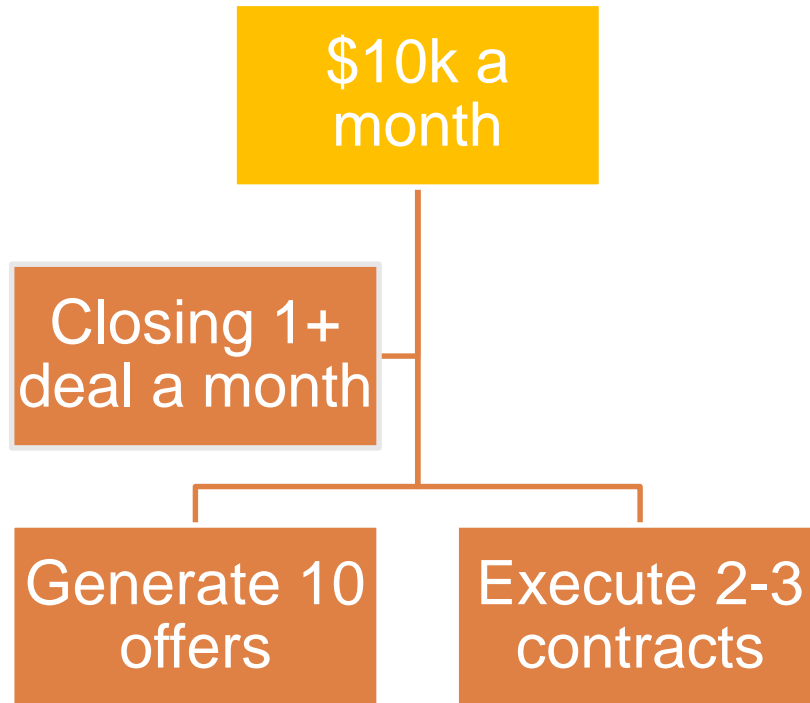 $10k a
month
Closing 1+
deal a month
Generate 10
offers
Execute 2-3
contracts